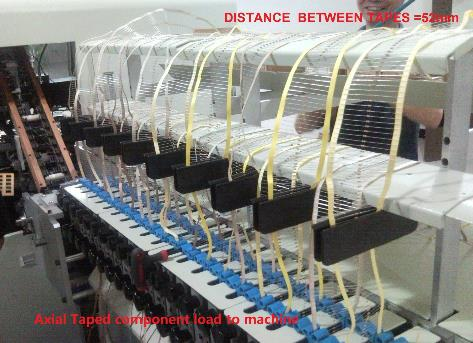 DISTANCE BETWEEN TAPES =52mm
Axial Taped component load to machine